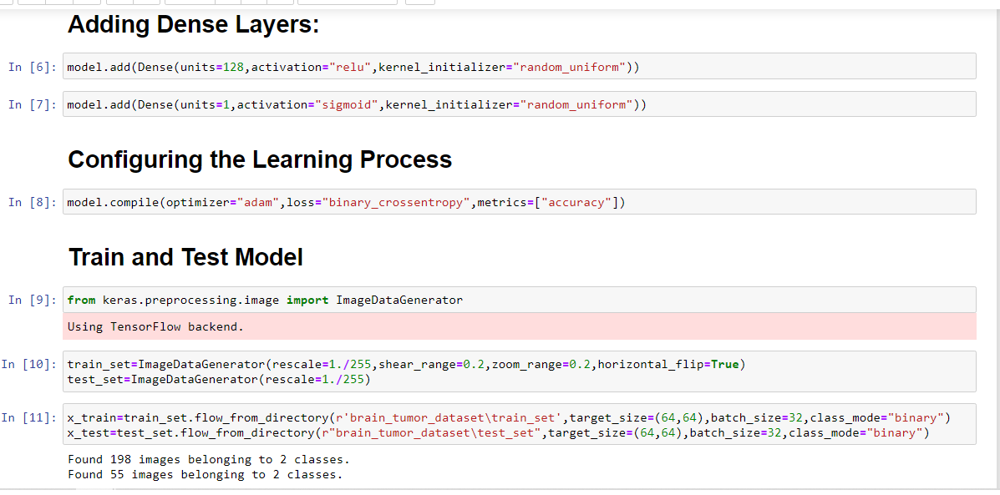 Adding Dense Layers:
In [6]: model.add(Dense(units=128,activation="relu",kernel_initializer="random_uniform"))
In [7]: model.add(Dense(units=1,activation="sigmoid",kernel_initializer="random_uniform"))
Configuring the Learning Process
In [8]: model.compile(optimizer="adam",loss="binary_crossentropy",metrics=["accuracy"])
Train and Test Model
In [9]: from keras.preprocessing.image import ImageDataGenerator
Using TensorFlow backend.
In [10]: train_set=ImageDataGenerator(rescale=1./255,shear_range=0.2,zoom_range=0.2,horizontal_flip=True)
test_set=ImageDataGenerator(rescale=1./255)
In [11]: x_train=train_set.flow_from_directory(r'brain_tumor_dataset\train_set',target_size=(64,64),batch_size=32,class_mode="binary")
x_test=test_set.flow_from_directory(r"brain_tumor_dataset\test_set",target_size=(64,64),batch_size=32,class_mode="binary")
Found 198 images belonging to 2 classes.
Found 55 images belonging to 2 classes.